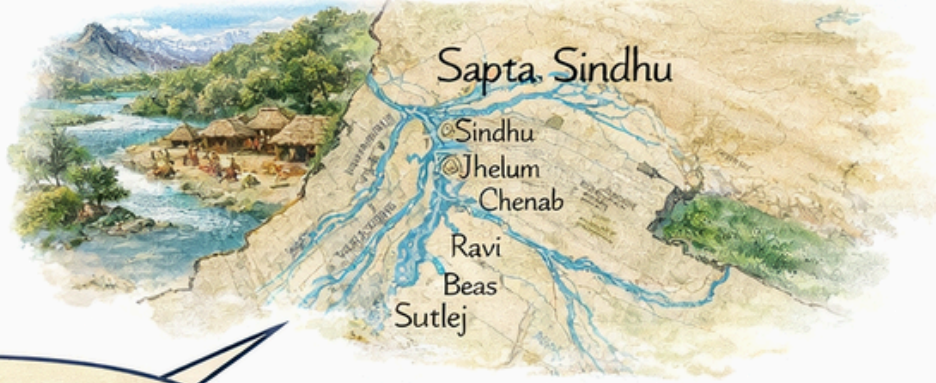 Sapta Sindhu
Sindhu
Jhelum
Chenab
Ravi
Beas
Sutlej